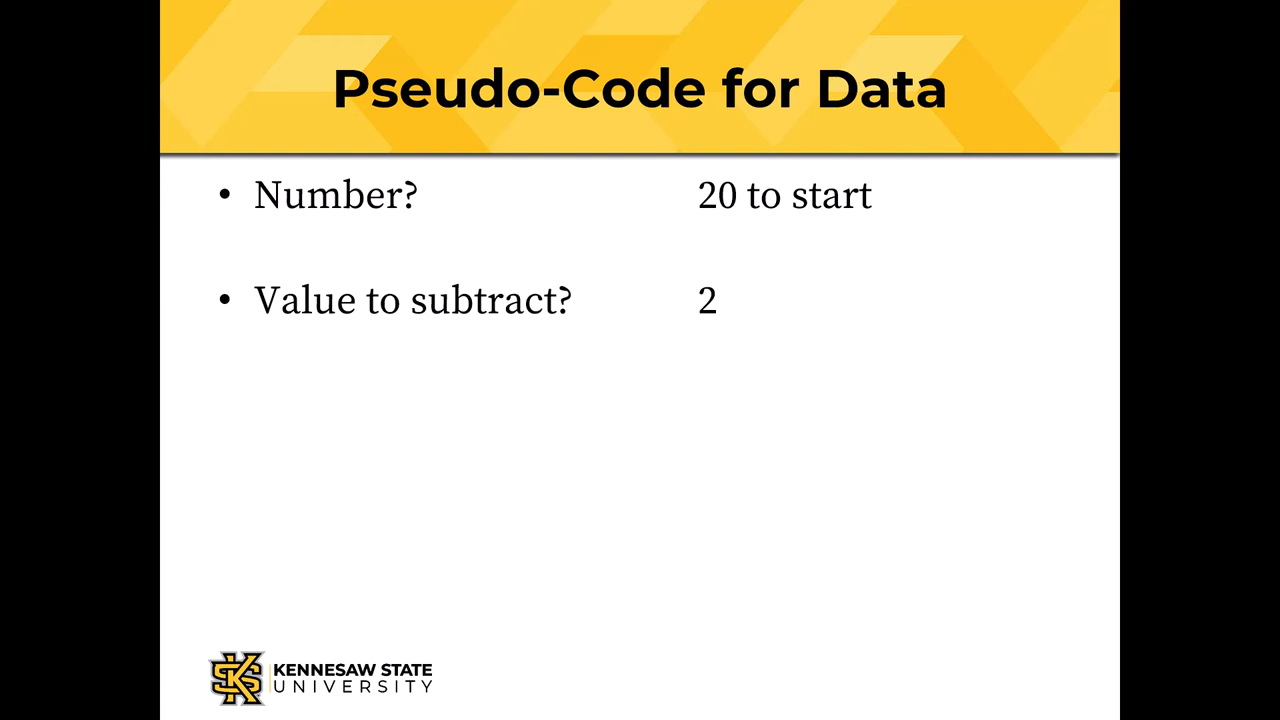 Pseudo-Code for Data
• Number? 20 to start
• Value to subtract? 2
KENNESAW STATE
UNIVERSITY